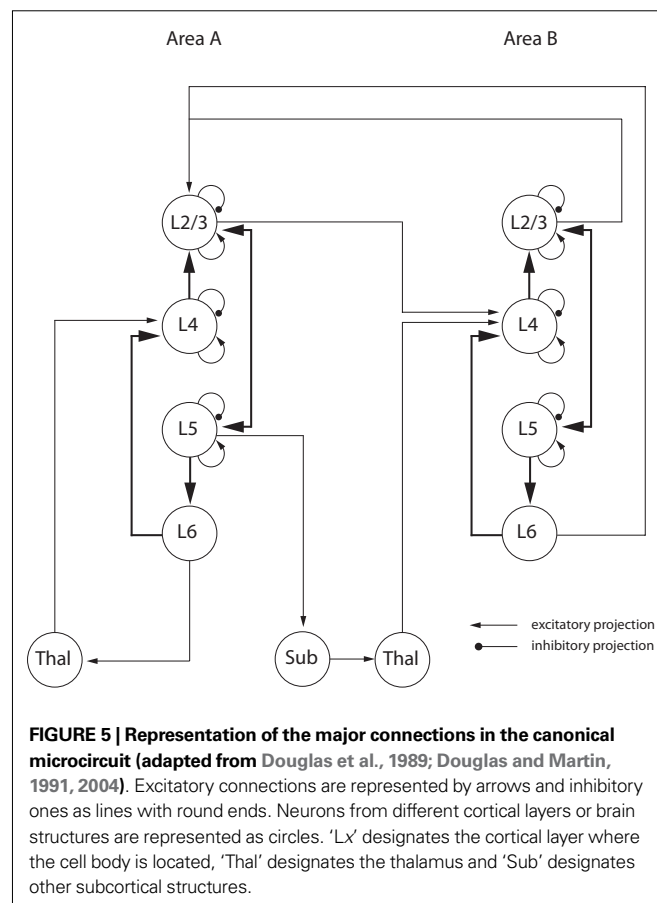 Area A
Area B
L2/3
L2/3
L4
L4
L5
L5
L6
L6
excitatory projection
inhibitory projection
Thal
Sub
Thal
FIGURE 5 | Representation of the major connections in the canonical
microcircuit (adapted from Douglas et al., 1989; Douglas and Martin,
1991, 2004). Excitatory connections are represented by arrows and inhibitory
ones as lines with round ends. Neurons from different cortical layers or brain
structures are represented as circles. ‘Lx’ designates the cortical layer where
the cell body is located, ‘Thal’ designates the thalamus and ‘Sub’ designates
other subcortical structures.